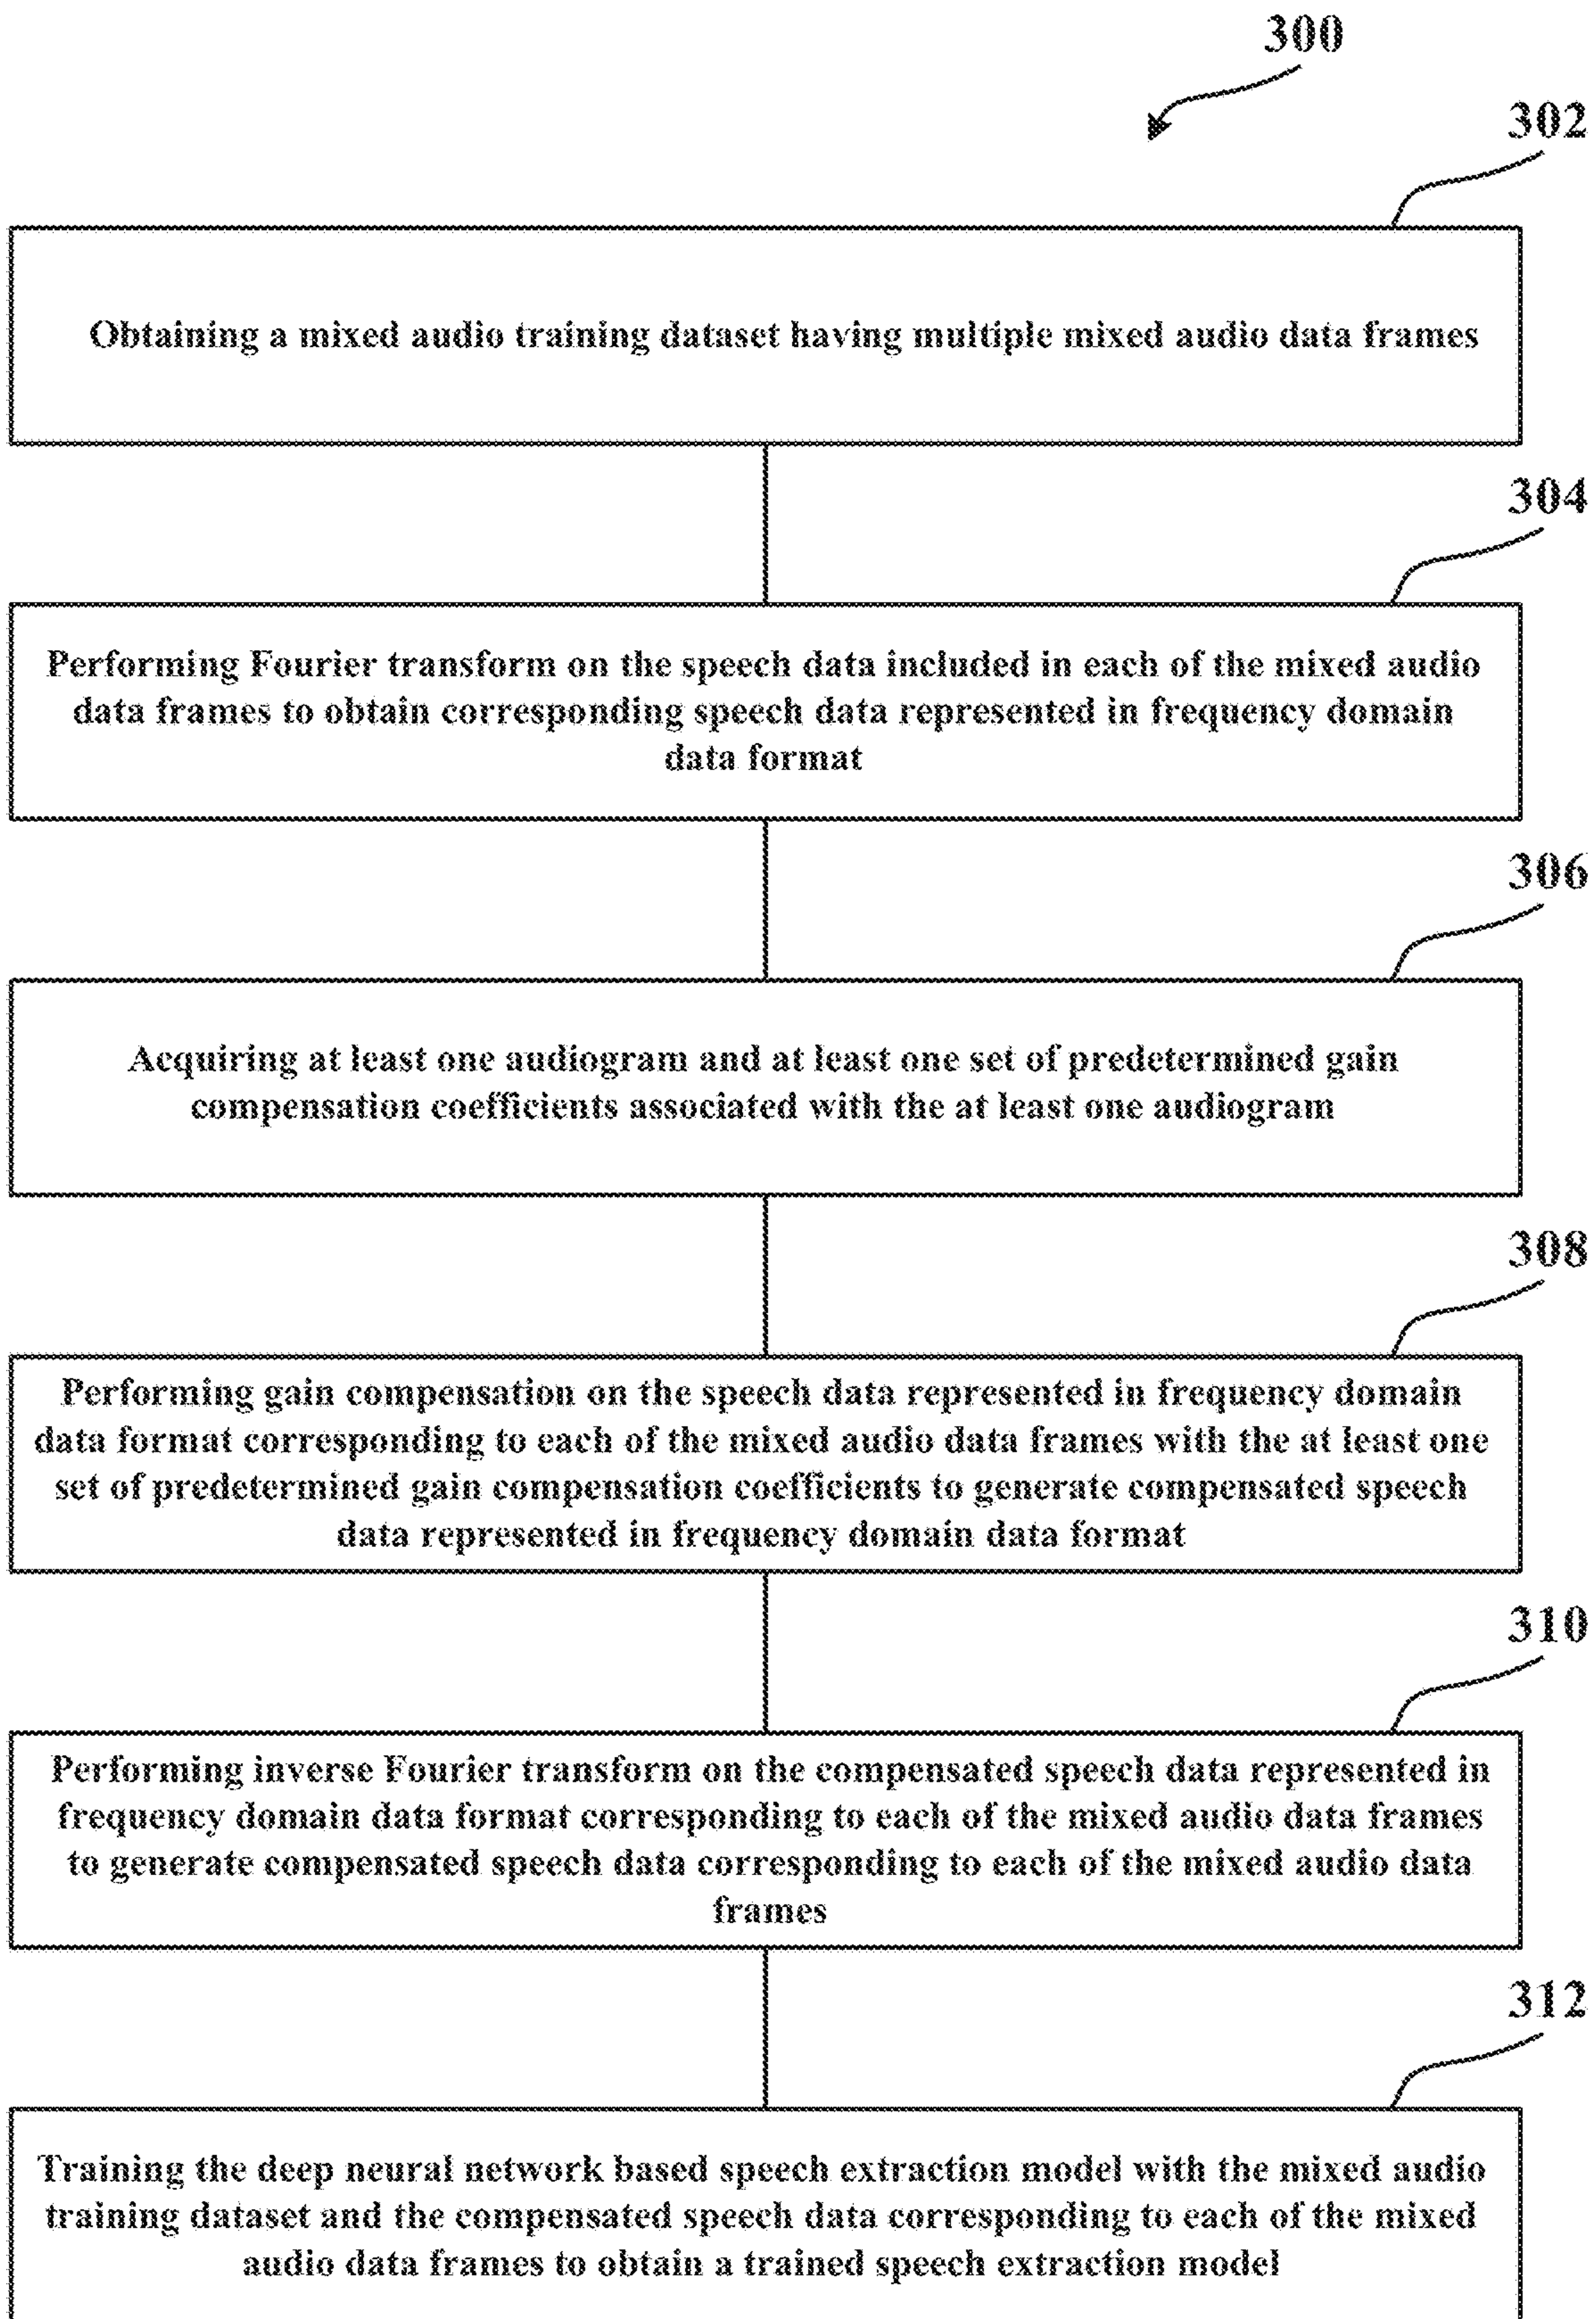 300
302
Obtaining a mixed audio training dataset having multiple mixed audio data frames
304
Performing Fourier transform on the speech data included in each of the mixed audio
data frames to obtain corresponding speech data represented in frequency domain
data format
306
Acquiring at least one audiogram and at least one set of predetermined gain
compensation coefficients associated with the at least one audiogram
308
Performing gain compensation on the speech data represented in frequency domain
data format corresponding to each of the mixed audio data frames with the at least one
set of predetermined gain compensation coefficients to generate compensated speech
data represented in frequency domain data format
310
Performing inverse Fourier transform on the compensated speech data represented in
frequency domain data format corresponding to each of the mixed audio data frames
to generate compensated speech data corresponding to each of the mixed audio data
frames
312
Training the deep neural network based speech extraction model with the mixed audio
training dataset and the compensated speech data corresponding to each of the mixed
audio data frames to obtain a trained speech extraction model